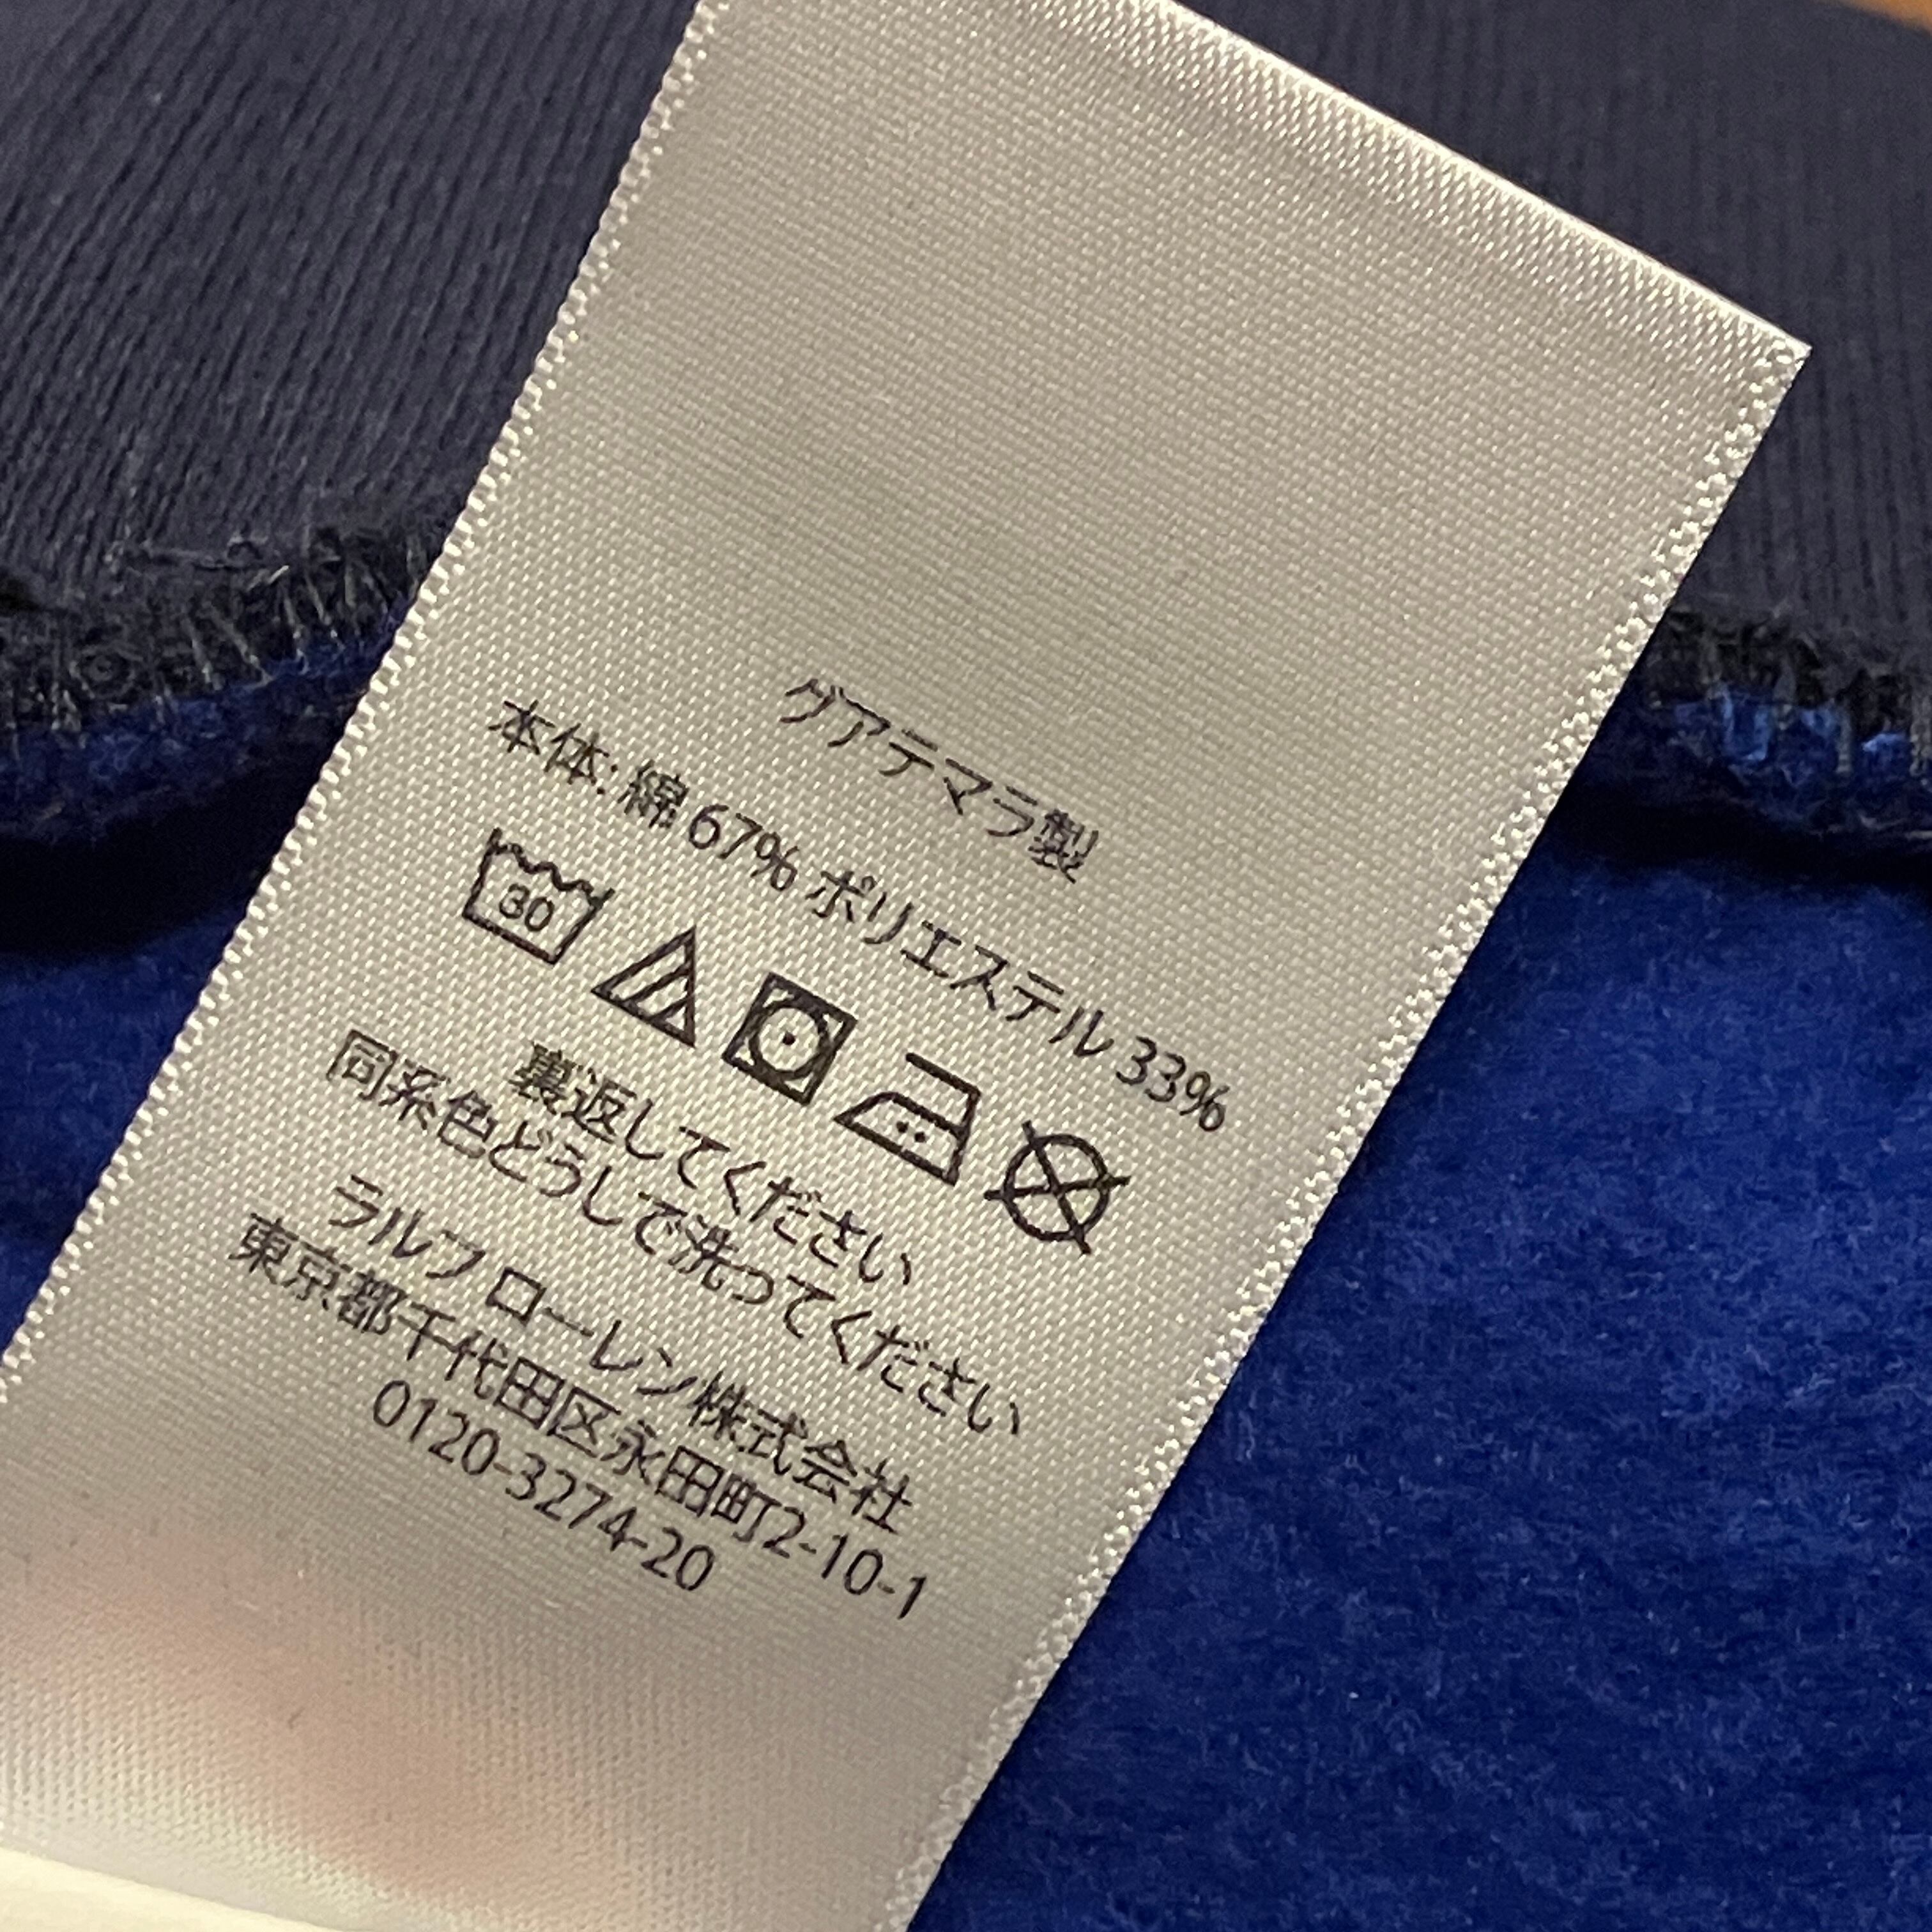 グアテマラ製
本体: 綿 67% ポリエステル 33%
30
裏返してください
同系色どうしで洗ってください
ラルフ ローレン株式会社
東京都千代田区永田町2-10-1
0120-3274-20